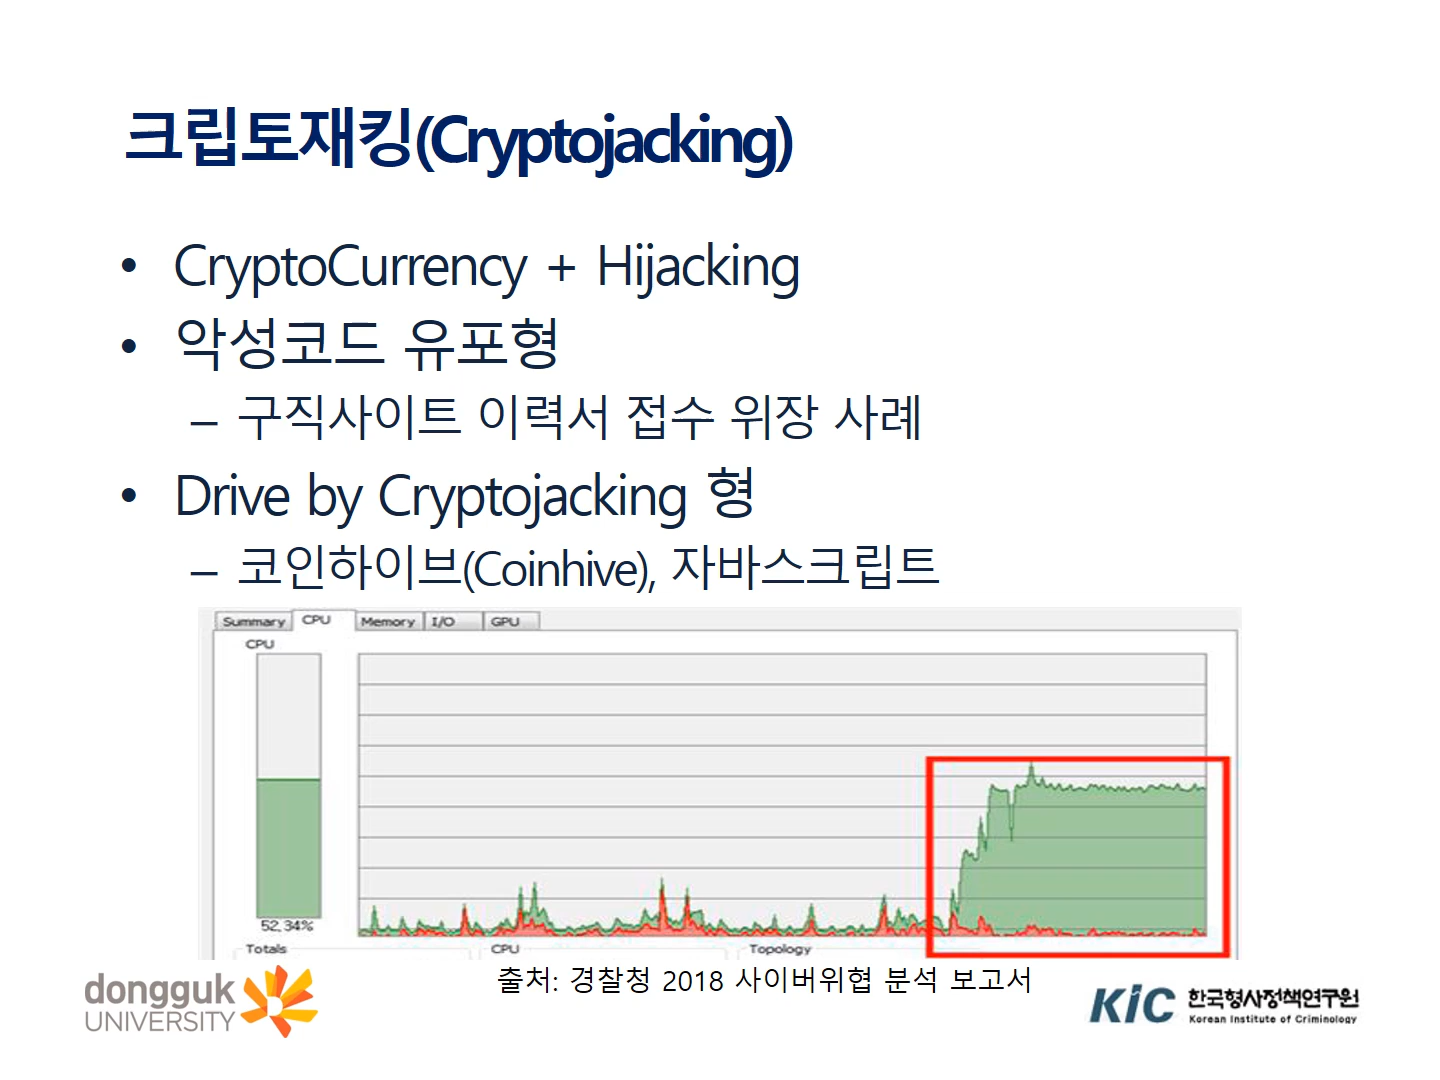 크립토재킹(Cryptojacking)
• CryptoCurrency + Hijacking
• 악성코드 유포형
– 구직사이트 이력서 접수 위장 사례
• Drive by Cryptojacking 형
– 코인하이브(Coinhive), 자바스크립트
Summary CPU Memory I/O GPU
CPU
52,34%
Totals CPU Topology
출처: 경찰청 2018 사이버위협 분석 보고서
dongguk
UNIVERSITY
KIC 한국형사정책연구원
Korean Institute of Criminology